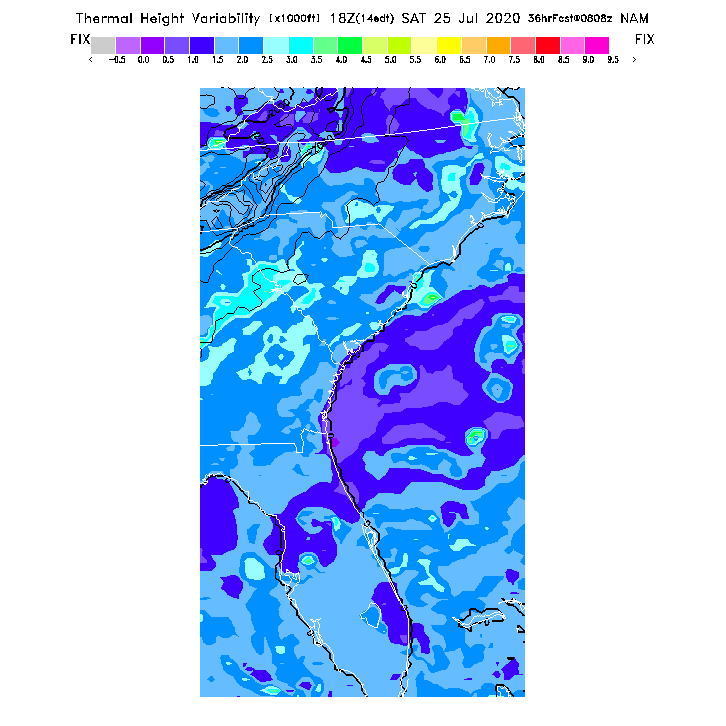 Thermal Height Variability [x1000ft] 18Z(14edt) SAT 25 Jul 2020 36hrFcst@0808z NAM
FIX FIX
< -0.5 0.0 0.5 1.0 1.5 2.0 2.5 3.0 3.5 4.0 4.5 5.0 5.5 6.0 6.5 7.0 7.5 8.0 8.5 9.0 9.5 >